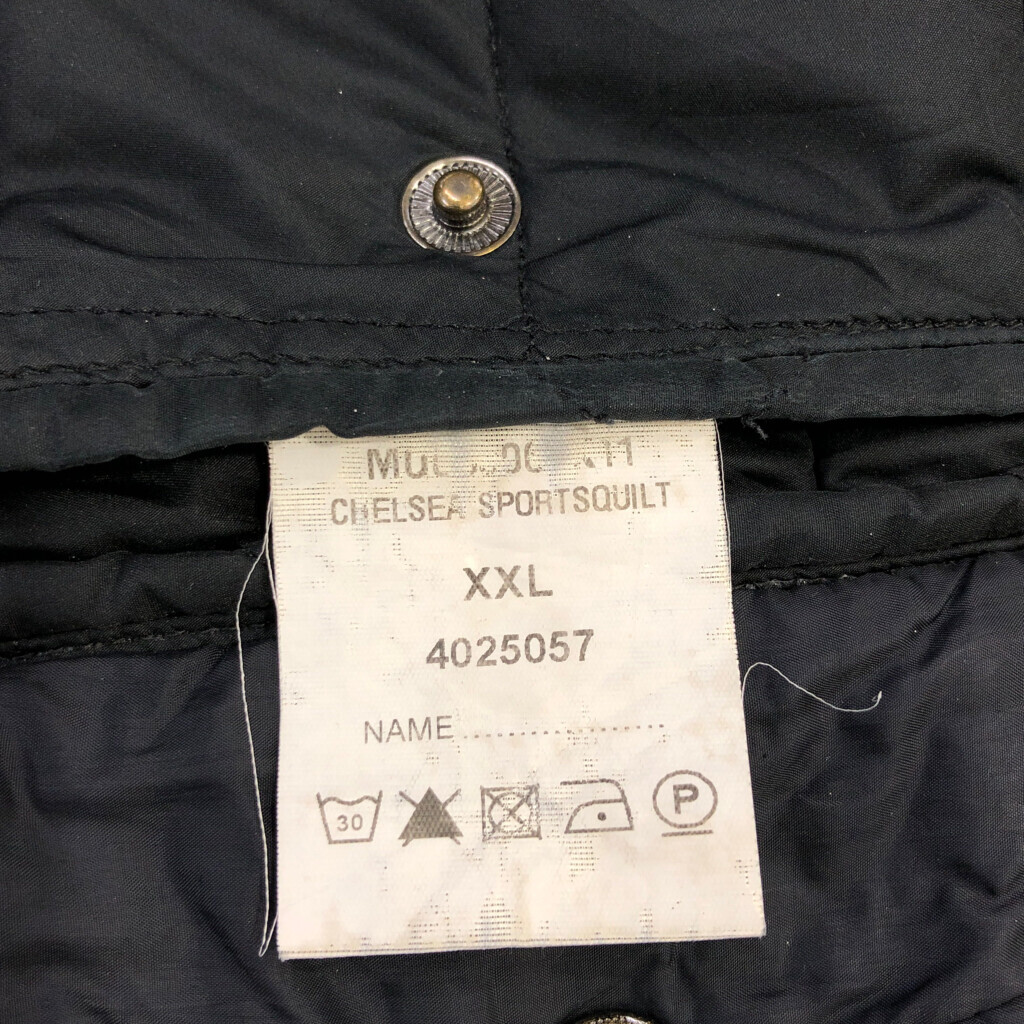 CHELSEA SPORTSQUILT
XXL
4025057
NAME..................
30
P